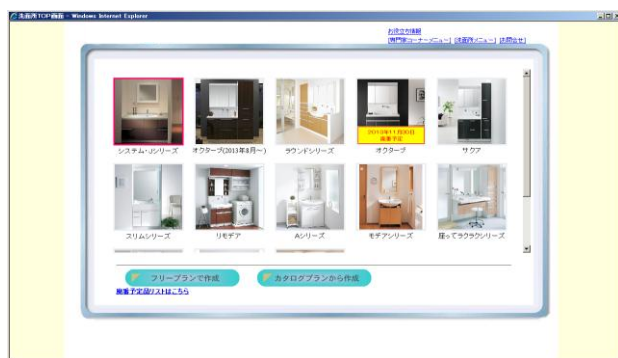 洗面所TOP画面 - Windows Internet Explorer
お役立ち情報
[専門家コーナーメニュー] [洗面所メニュー] [お問合せ]
システム・Jシリーズ
オクターブ(2013年8月~)
ラウンドシリーズ
オクターブ
サクア
2013年11月30日
廃番予定
スリムシリーズ
リモデア
Aシリーズ
モデアシリーズ
座ってラクラクシリーズ
フリープランで作成
カタログプランから作成
廃番予定品リストはこちら